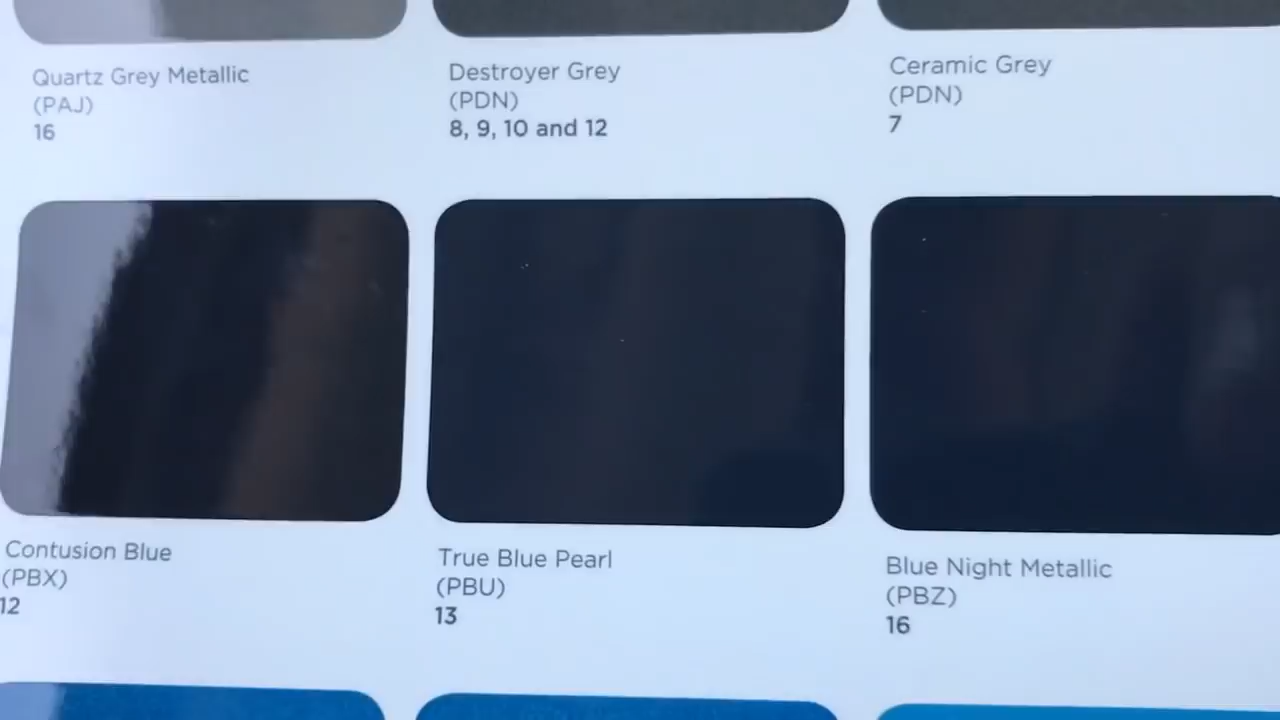 Quartz Grey Metallic
(PAJ)
16
Destroyer Grey
(PDN)
8, 9, 10 and 12
Ceramic Grey
(PDN)
7
Contusion Blue
(PBX)
12
True Blue Pearl
(PBU)
13
Blue Night Metallic
(PBZ)
16